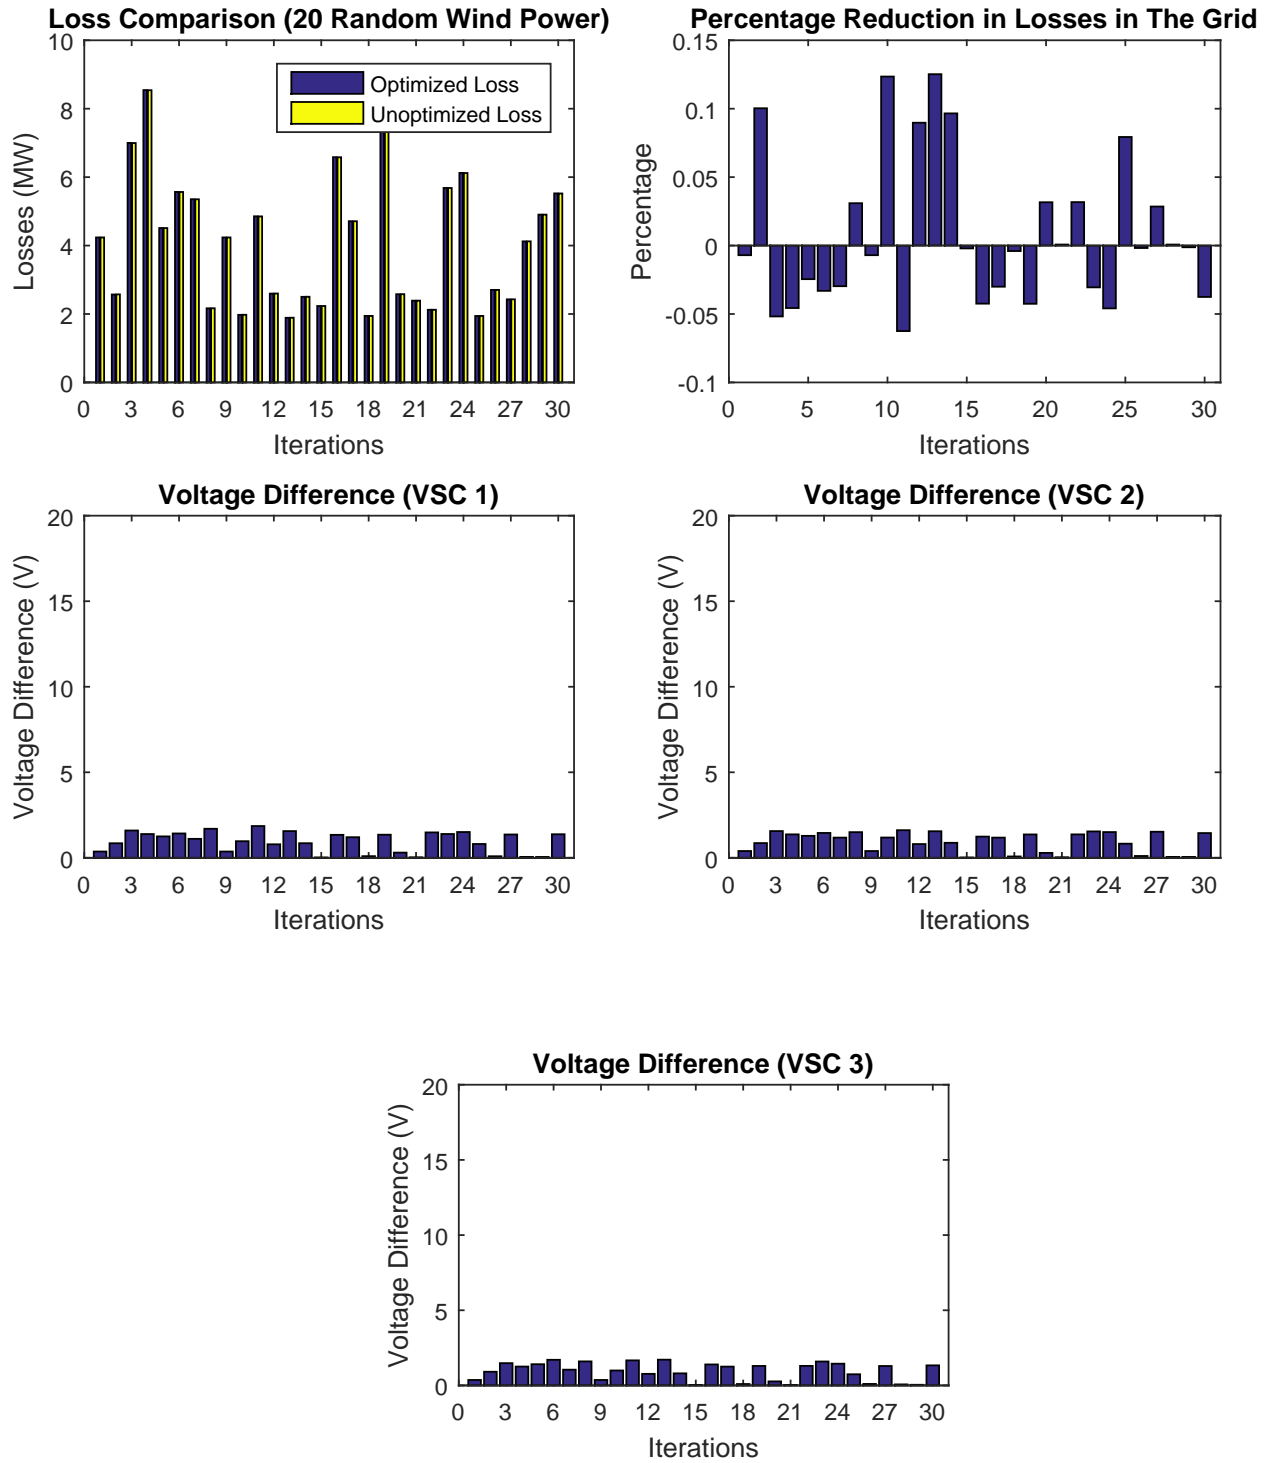 Loss Comparison (20 Random Wind Power)
10
8
6
4
2
0
Losses (MW)
Optimized Loss
Unoptimized Loss
0 3 6 9 12 15 18 21 24 27 30
Iterations
Percentage Reduction in Losses in The Grid
0.15
0.1
0.05
0
-0.05
-0.1
Percentage
0 5 10 15 20 25 30
Iterations
Voltage Difference (VSC 1)
20
15
10
5
0
Voltage Difference (V)
0 3 6 9 12 15 18 21 24 27 30
Iterations
Voltage Difference (VSC 2)
20
15
10
5
0
Voltage Difference (V)
0 3 6 9 12 15 18 21 24 27 30
Iterations
Voltage Difference (VSC 3)
20
15
10
5
0
Voltage Difference (V)
0 3 6 9 12 15 18 21 24 27 30
Iterations